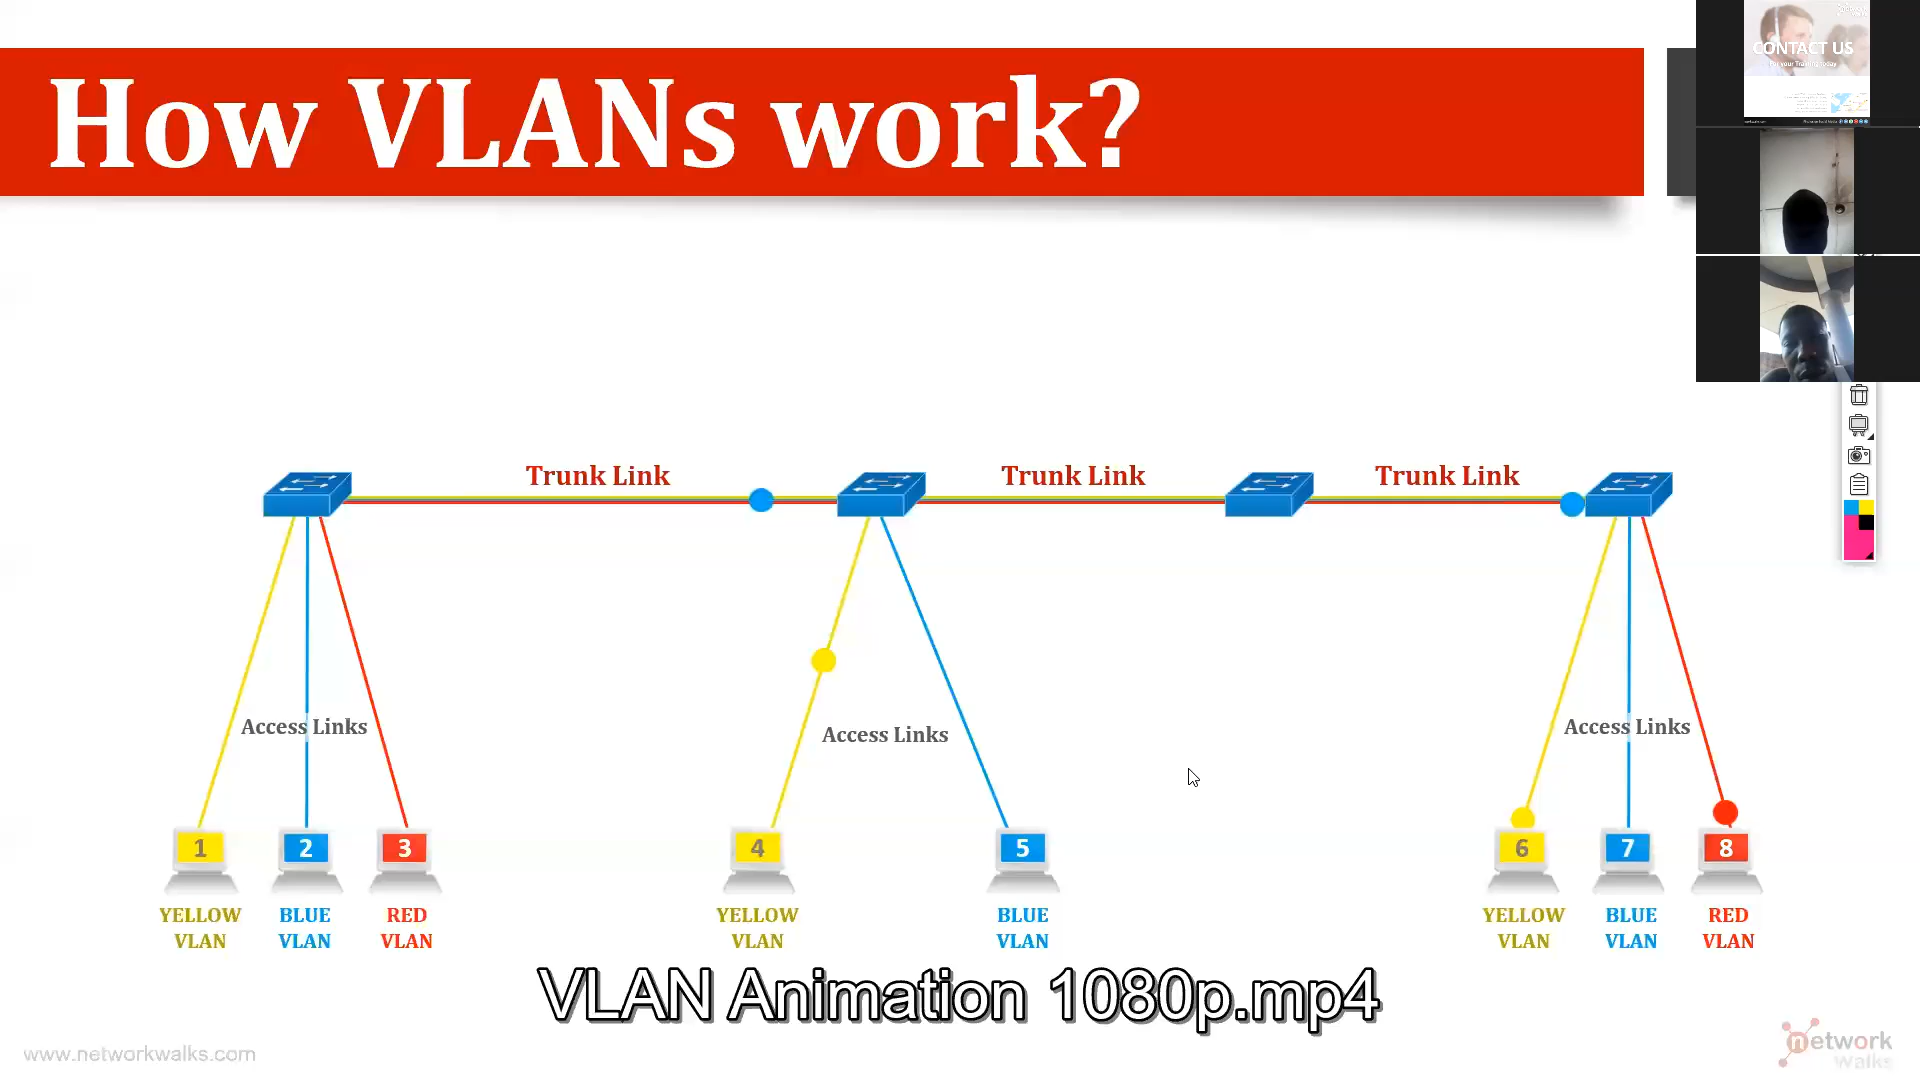 How VLANs work?
CONTACT US
Trunk Link
Trunk Link
Trunk Link
Access Links
Access Links
Access Links
1
2
3
4
5
6
7
8
YELLOW VLAN
BLUE VLAN
RED VLAN
YELLOW VLAN
BLUE VLAN
YELLOW VLAN
BLUE VLAN
RED VLAN
VLAN Animation 1080p.mp4
www.networkwalks.com
network
walks